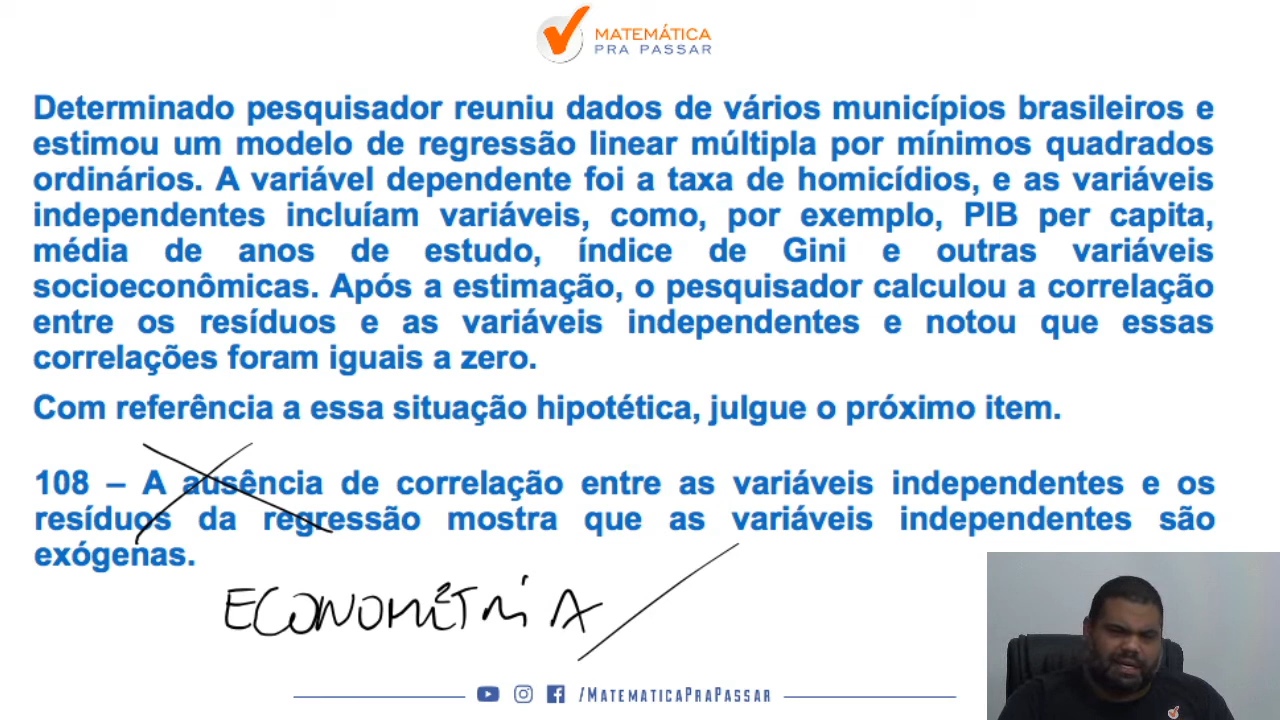 MATEMÁTICA
PRA PASSAR
Determinado pesquisador reuniu dados de vários municípios brasileiros e
estimou um modelo de regressão linear múltipla por mínimos quadrados
ordinários. A variável dependente foi a taxa de homicídios, e as variáveis
independentes incluíam variáveis, como, por exemplo, PIB per capita,
média de anos de estudo, índice de Gini e outras variáveis
socioeconômicas. Após a estimação, o pesquisador calculou a correlação
entre os resíduos e as variáveis independentes e notou que essas
correlações foram iguais a zero.
Com referência a essa situação hipotética, julgue o próximo item.
108 – A ausência de correlação entre as variáveis independentes e os
resíduos da regressão mostra que as variáveis independentes são
exógenas.
ECONOMÊTRIA
/MATEMATICAPRAPASSAR